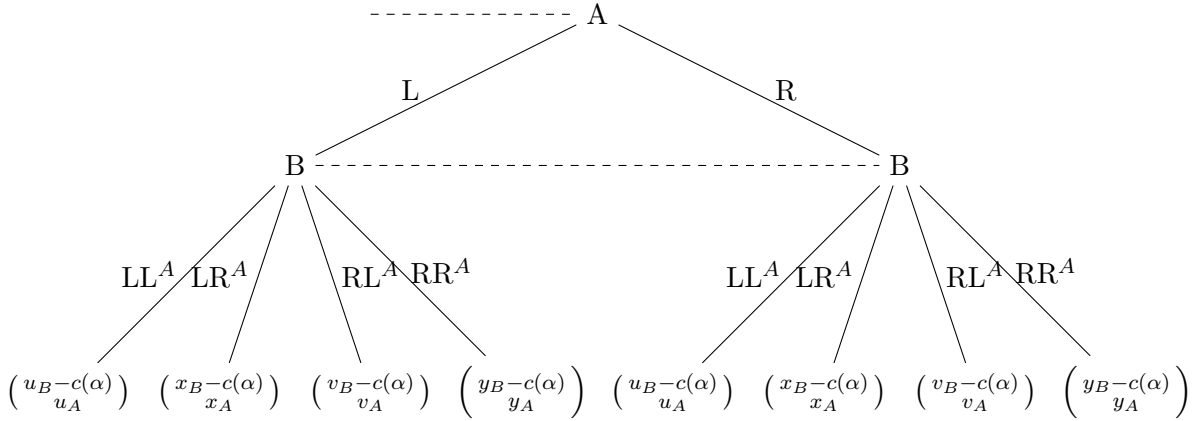 A
L R
B B
LL^A LR^A RL^A RR^A LL^A LR^A RL^A RR^A
(u_B−c(α) u_A) (x_B−c(α) x_A) (v_B−c(α) v_A) (y_B−c(α) y_A) (u_B−c(α) u_A) (x_B−c(α) x_A) (v_B−c(α) v_A) (y_B−c(α) y_A)